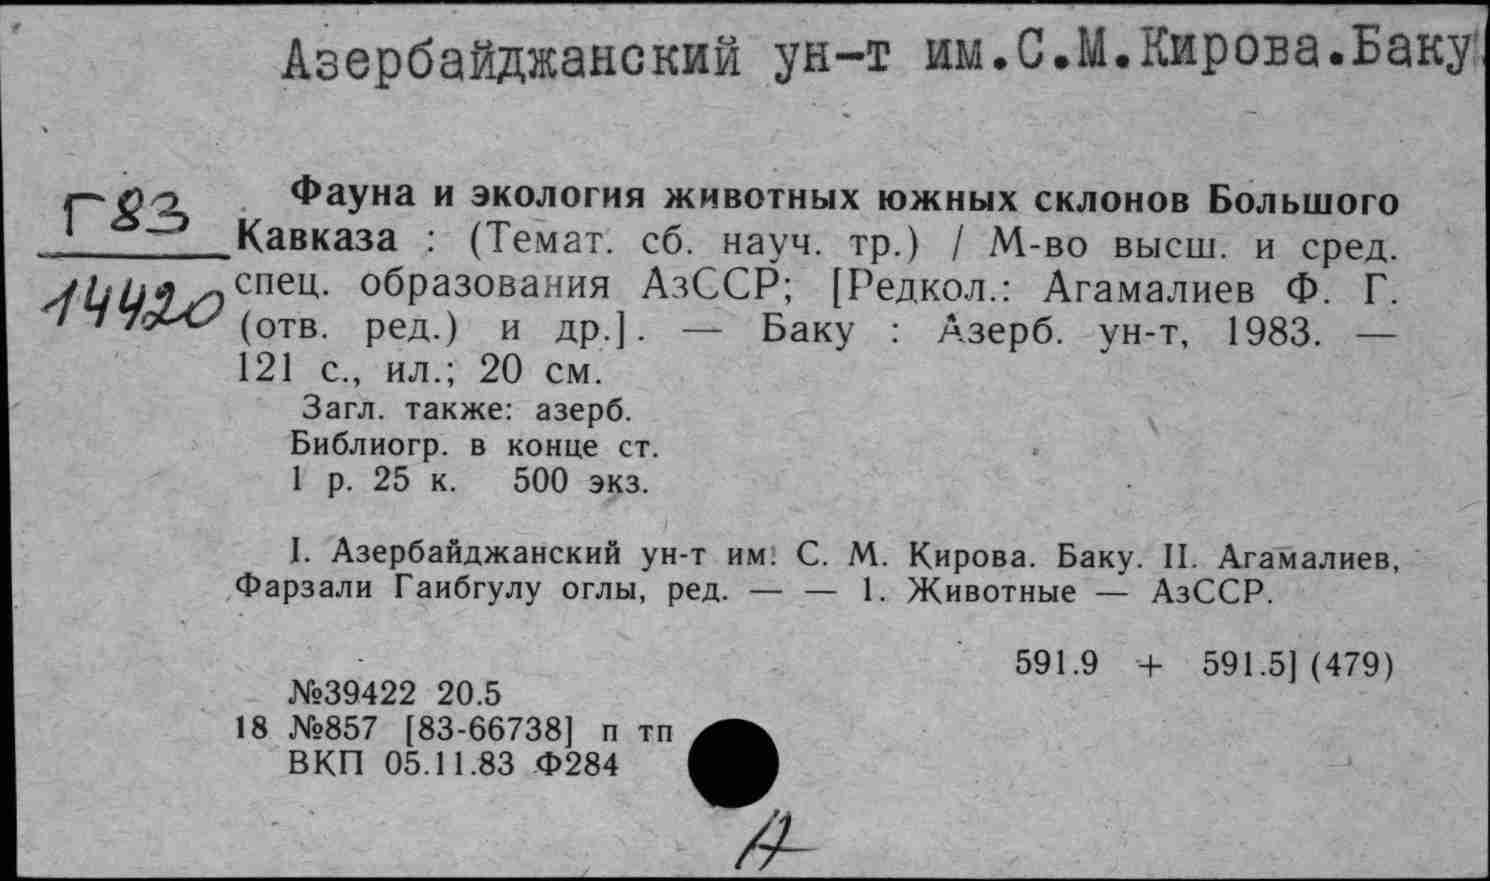 Азербайджанский ун-т им.С.М.Кирова.Баку.
Г83
14420
Фауна и экология животных южных склонов Большого
Кавказа : (Темат. сб. науч. тр.) / М-во высш. и сред.
спец. образования АзССР; [Редкол.: Агамалиев Ф. Г.
(отв. ред.) и др.]. — Баку : Азерб. ун-т, 1983. —
121 с., ил.; 20 см.
Загл. также: азерб.
Библиогр. в конце ст.
1 р. 25 к. 500 экз.
I. Азербайджанский ун-т им. С. М. Кирова. Баку. II. Агамалиев,
Фарзали Гаибгулу оглы, ред. — — 1. Животные — АзССР.
591.9 + 591.5] (479)
№39422 20.5
18 №857 [83-66738] п тп
ВКП 05.11.83 Ф284
А